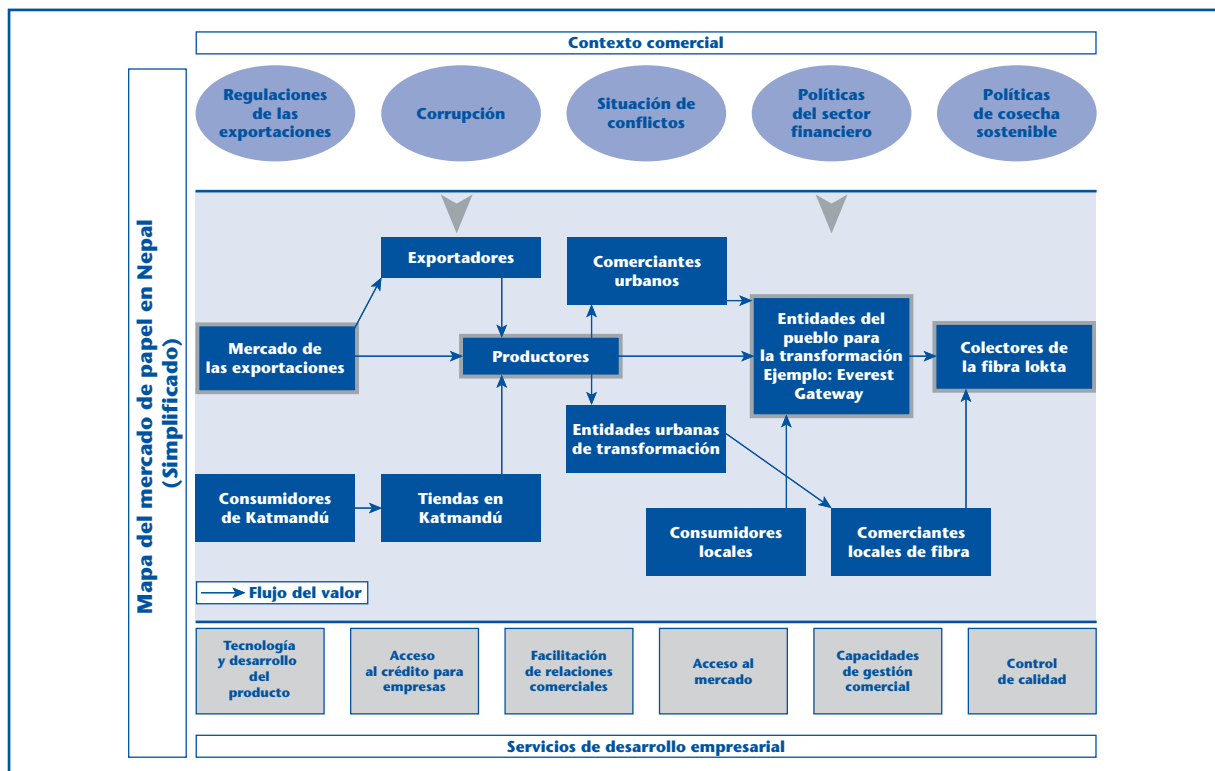 Mapa del mercado de papel en Nepal
(Simplificado)
Contexto comercial
Regulaciones
de las
exportaciones
Corrupción
Situación de
conflictos
Políticas
del sector
financiero
Políticas
de cosecha
sostenible
Exportadores
Comerciantes
urbanos
Mercado de
las exportaciones
Productores
Entidades del
pueblo para
la transformación
Ejemplo: Everest
Gateway
Colectores de
la fibra lokta
Entidades urbanas
de transformación
Consumidores
de Katmandú
Tiendas en
Katmandú
Consumidores
locales
Comerciantes
locales de fibra
Flujo del valor
Tecnología
y desarrollo
del
producto
Acceso
al crédito para
empresas
Facilitación
de relaciones
comerciales
Acceso al
mercado
Capacidades
de gestión
comercial
Control
de calidad
Servicios de desarrollo empresarial